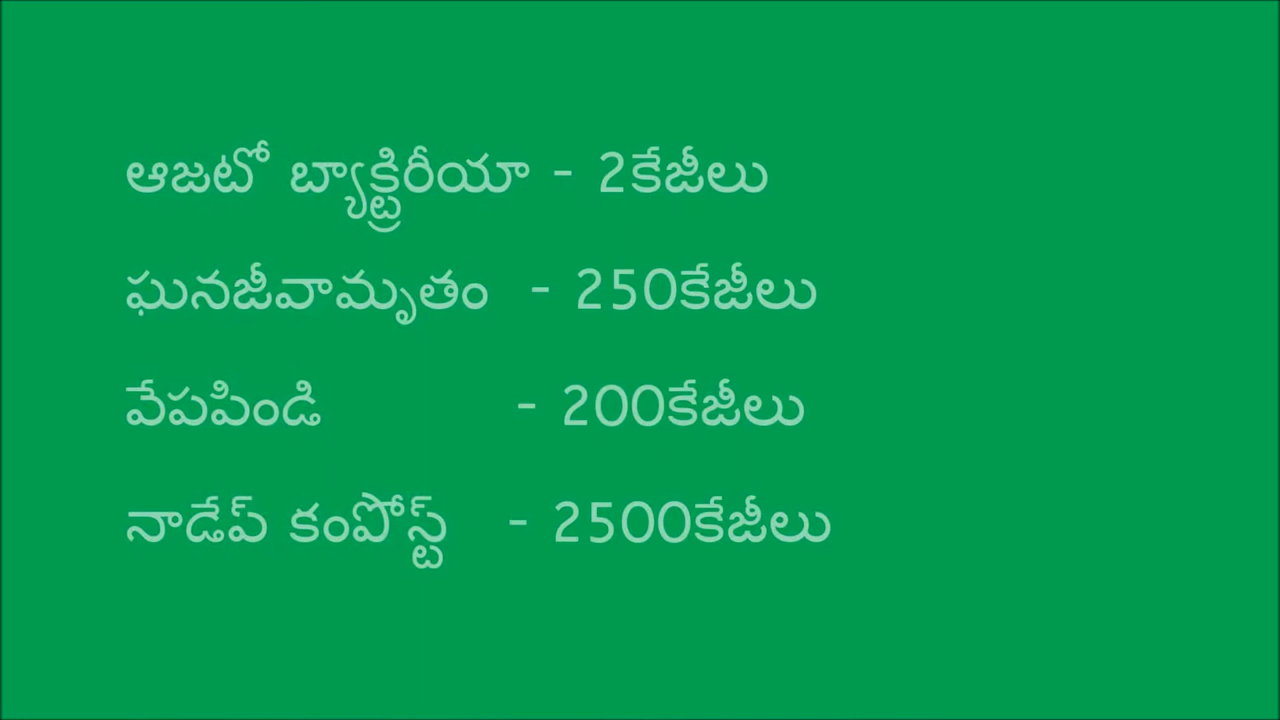 ఆజటో బ్యాక్ట్రిరీయా - 2కేజీలు
ఘనజీవామృతం - 250కేజీలు
వేపపిండి - 200కేజీలు
నాడేప్ కంపోస్ట్ - 2500కేజీలు